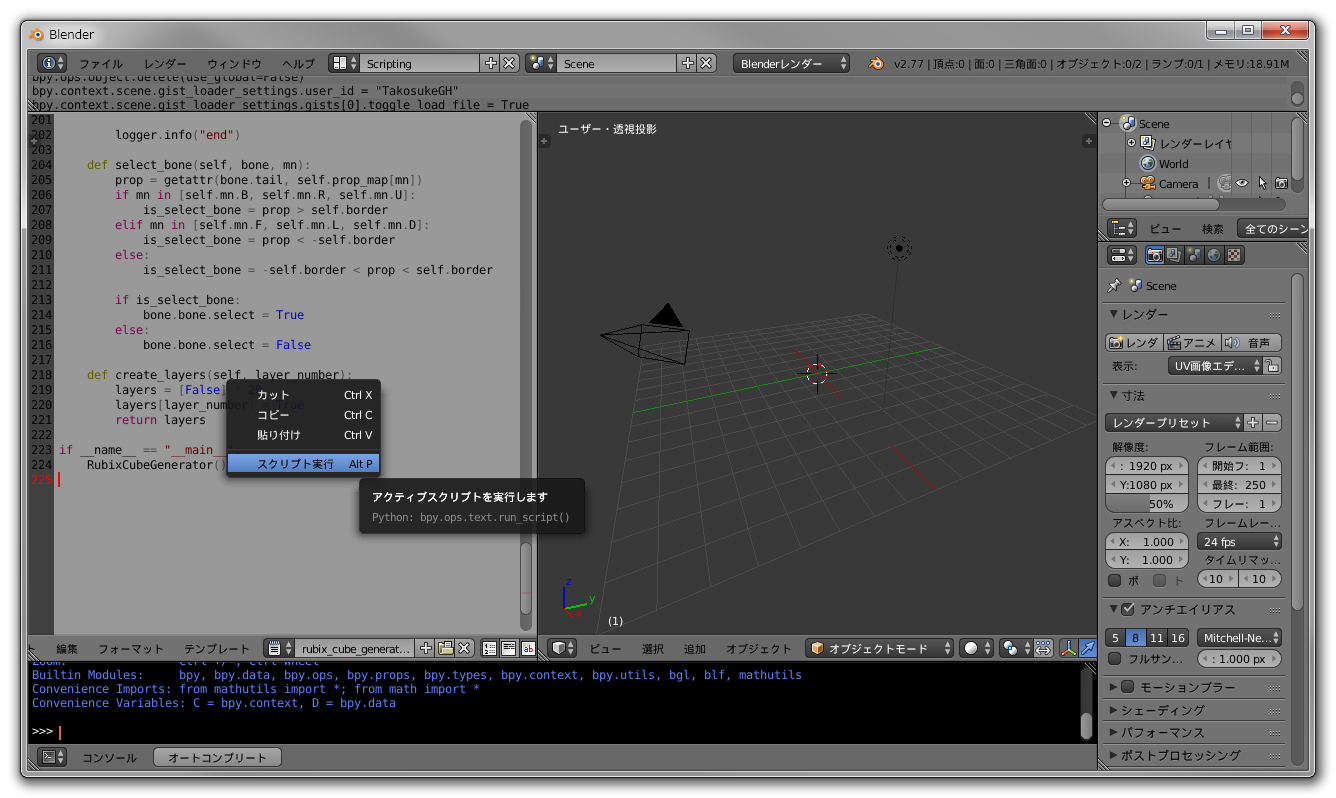 Blender
ファイル レンダー ウィンドウ ヘルプ Scripting Scene Blenderレンダー v2.77 | 頂点:0 | 面:0 | 三角面:0 | オブジェクト:0/2 | ランプ:0/1 | メモリ:18.91M
bpy.ops.object.delete(use_global=False)
bpy.context.scene.gist_loader_settings.user_id = "TakosukeGH"
bpy.context.scene.gist_loader_settings.gists[0].toggle_load_file = True
201
202 logger.info("end")
203
204 def select_bone(self, bone, mn):
205 prop = getattr(bone.tail, self.prop_map[mn])
206 if mn in [self.mn.B, self.mn.R, self.mn.U]:
207 is_select_bone = prop > self.border
208 elif mn in [self.mn.F, self.mn.L, self.mn.D]:
209 is_select_bone = prop < -self.border
210 else:
211 is_select_bone = -self.border < prop < self.border
212
213 if is_select_bone:
214 bone.bone.select = True
215 else:
216 bone.bone.select = False
217
218 def create_layers(self, layer_number):
219 layers = [False]
220 layers[layer_number]
221 return layers
222
223 if __name__ == "__main__"
224 RubixCubeGenerator()
225
カット Ctrl X
コピー Ctrl C
貼り付け Ctrl V
スクリプト実行 Alt P
アクティブスクリプトを実行します
Python: bpy.ops.text.run_script()
編集 フォーマット テンプレート rubix_cube_generat...
ユーザー・透視投影
z
y
x
(1)
ビュー 選択 追加 オブジェクト オブジェクトモード
Builtin Modules: bpy, bpy.data, bpy.ops, bpy.props, bpy.types, bpy.context, bpy.utils, bgl, blf, mathutils
Convenience Imports: from mathutils import *; from math import *
Convenience Variables: C = bpy.context, D = bpy.data
>>>
コンソール オートコンプリート
Scene
レンダーレイヤ
World
Camera
ビュー 検索 全てのシーン
Scene
レンダー
レンダ アニメ 音声
表示: UV画像エデ...
寸法
レンダープリセット
解像度: フレーム範囲:
: 1920 px 開始フ: 1
Y:1080 px 最終: 250
50% フレー: 1
アスペクト比: フレームレー...
X: 1.000 24 fps
Y: 1.000 タイムリマッ...
ボ ト 10 10
アンチエイリアス
5 8 11 16 Mitchell-Ne...
フルサン... : 1.000 px
モーションブラー
シェーディング
パフォーマンス
ポストプロセッシング